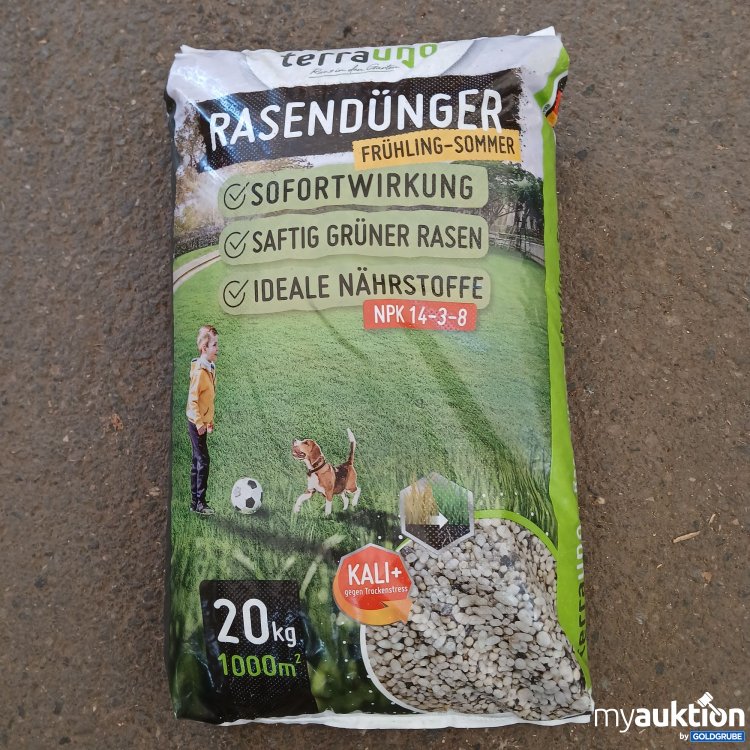 terrauno
RASENDÜNGER
FRÜHLING-SOMMER
SOFORTWIRKUNG
SAFTIG GRÜNER RASEN
IDEALE NÄHRSTOFFE
NPK 14-3-8
KALI+
gegen Trockenstress
20kg
1000m²
terrauno
myauktion
by GOLDGRUBE